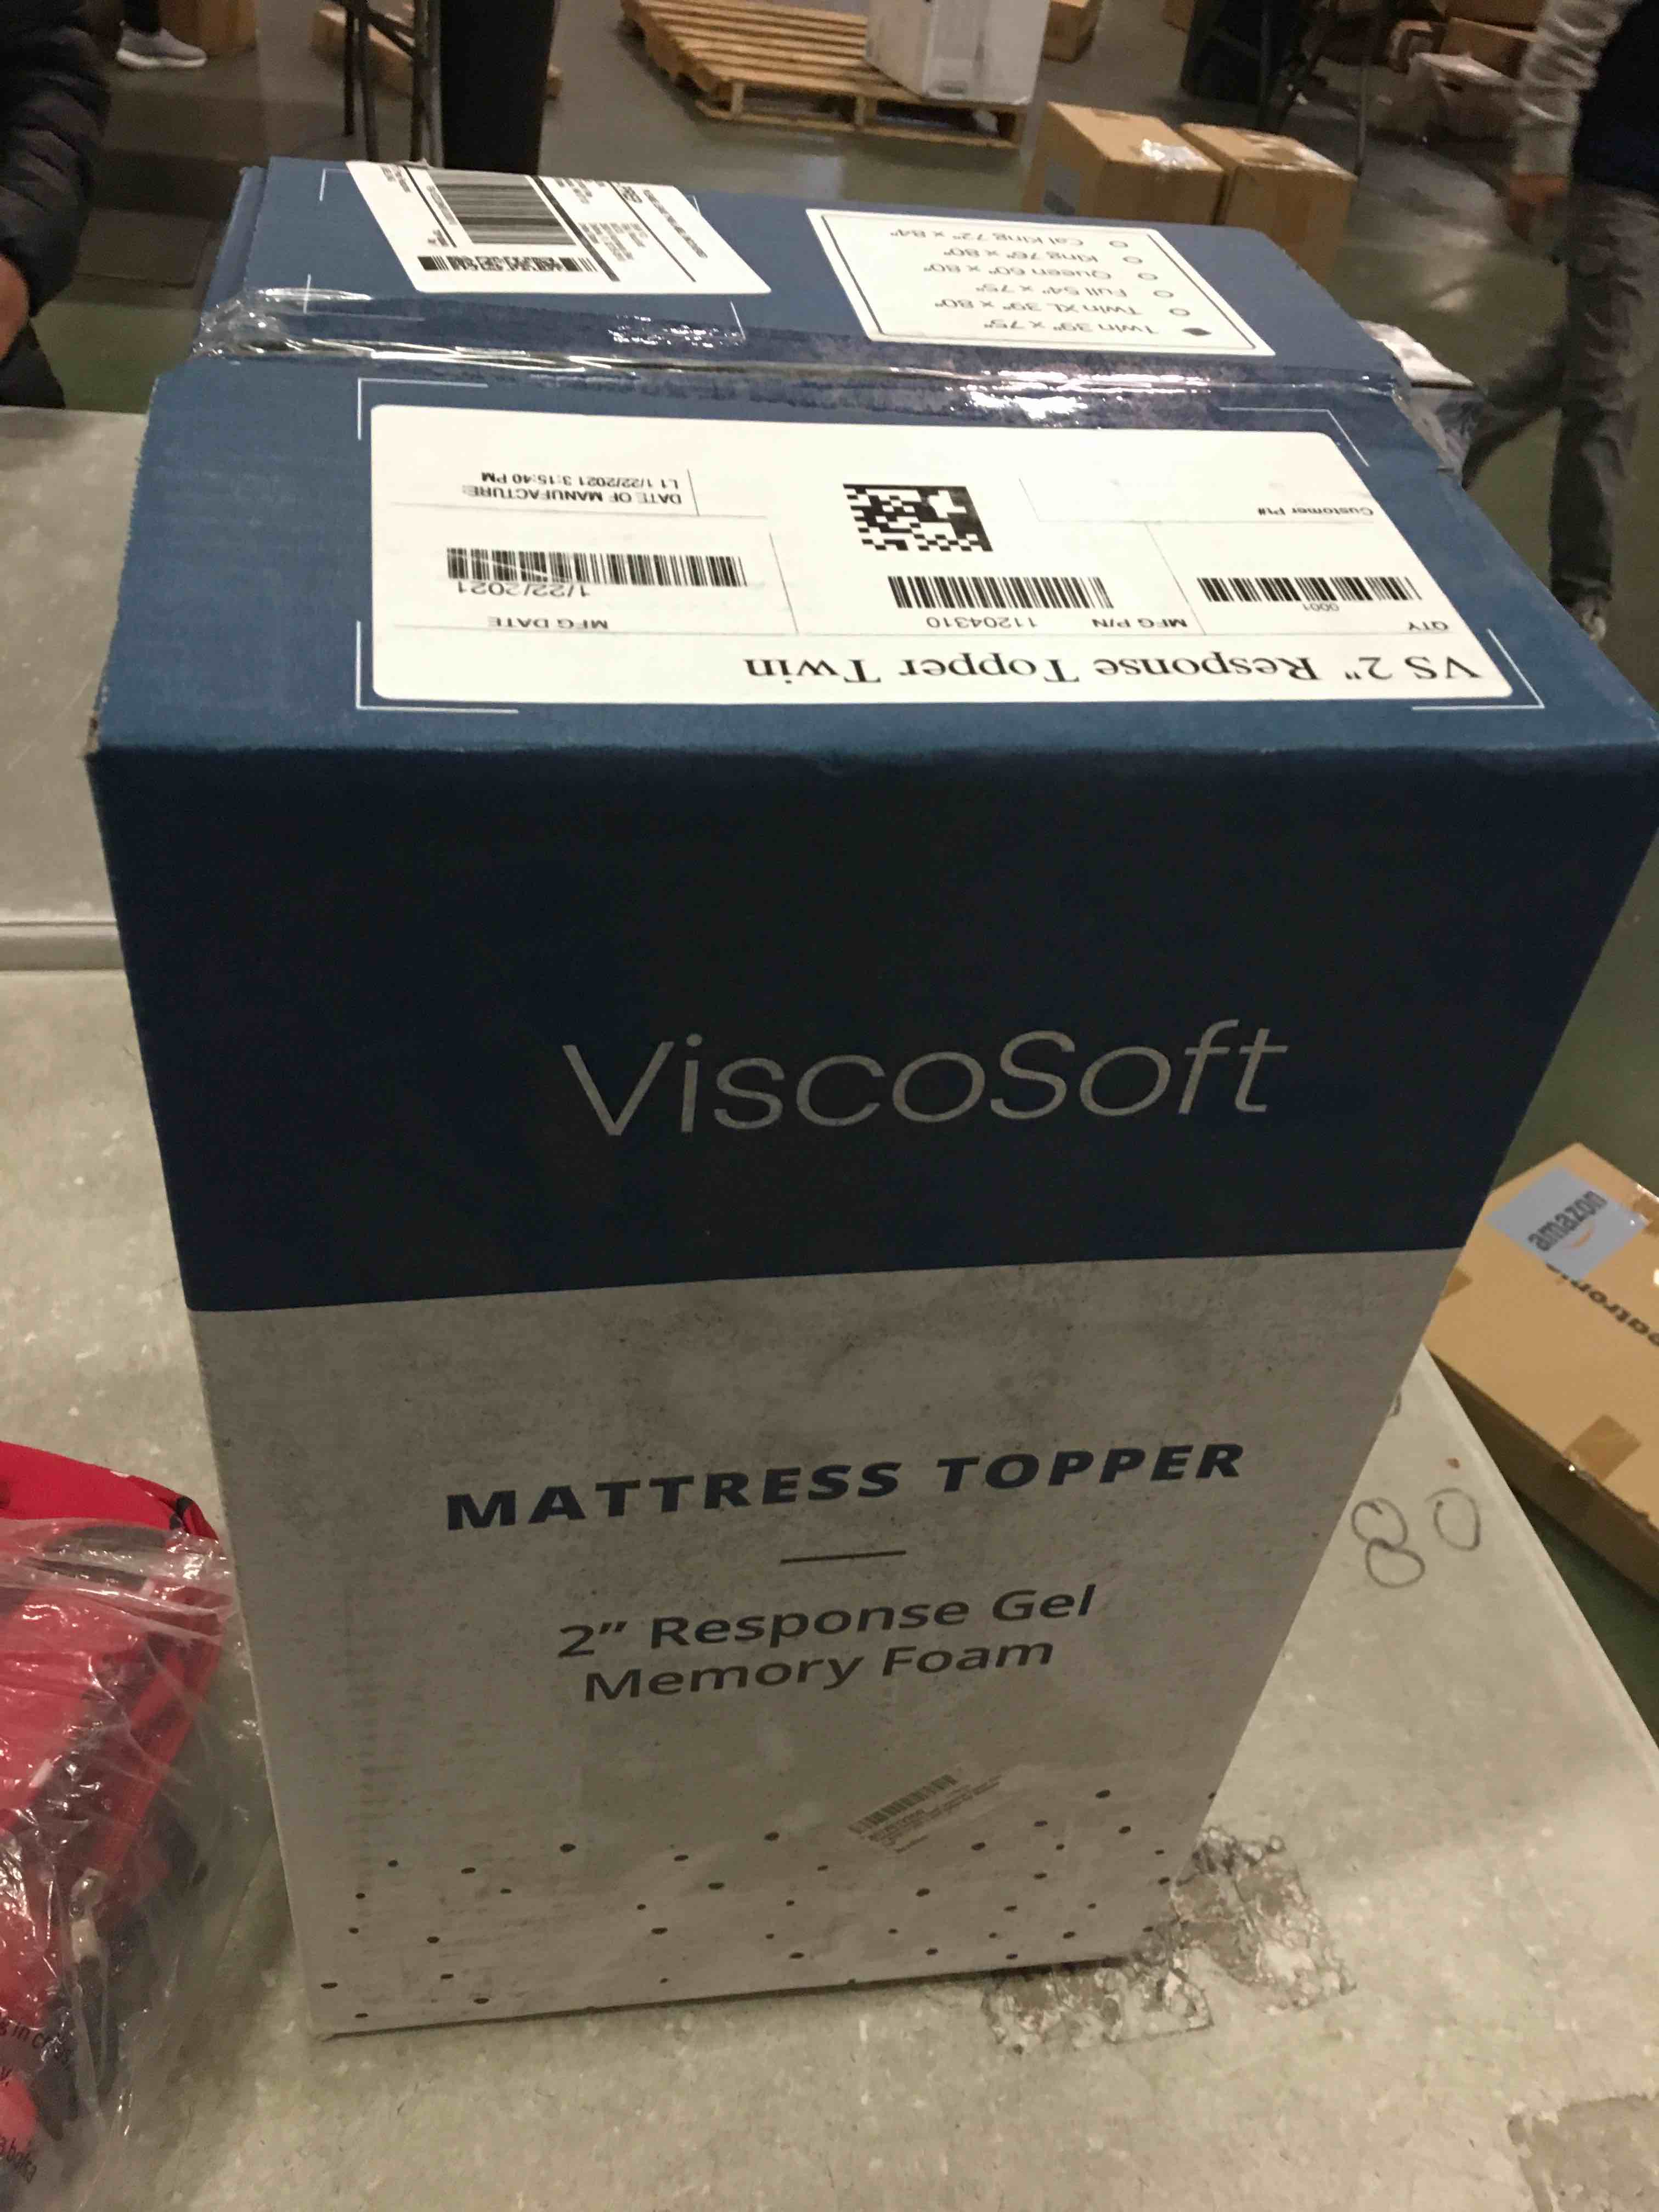 Twin 39" x 75"
Twin XL 39" x 80"
Full 54" x 75"
Queen 60" x 80"
King 76" x 80"
Cal King 72" x 84"
VS 2" Response Topper Twin
QTY
0001
MFG P/N 11204310
MFG DATE
1/22/2021
Customer Pt#
DATE OF MANUFACTURE:
L1 1/22/2021 3:15:40 PM
ViscoSoft
MATTRESS TOPPER
2" Response Gel
Memory Foam
amazon
80